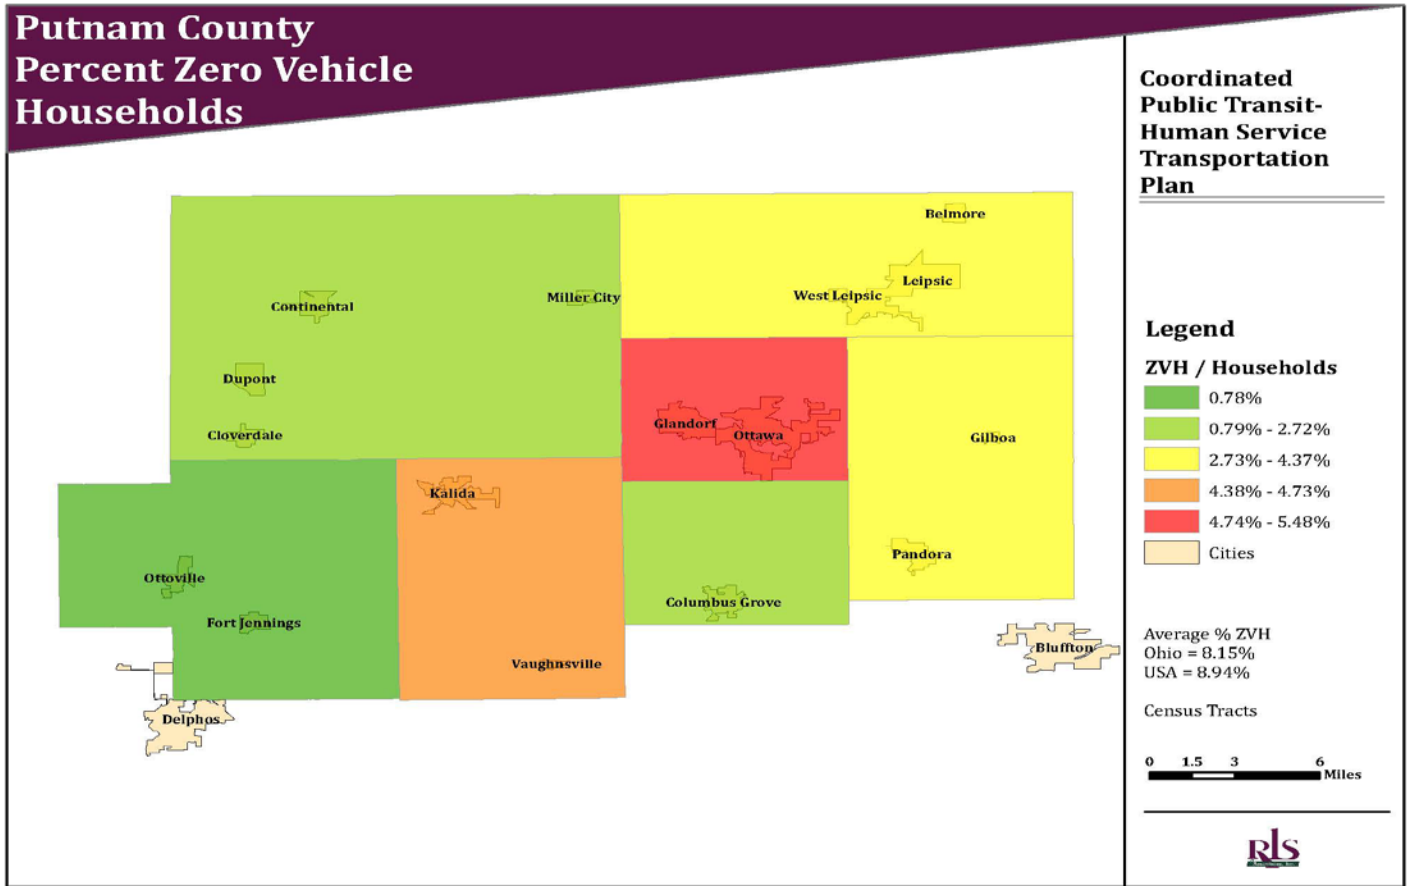 Putnam County
Percent Zero Vehicle
Households
Coordinated
Public Transit-
Human Service
Transportation
Plan
Belmore
Leipsic
West Leipsic
Continental
Miller City
Dupont
Cloverdale
Glandorf
Ottawa
Gilboa
Kalida
Pandora
Ottoville
Columbus Grove
Fort Jennings
Vaughnsville
Bluffton
Delphos
Legend
ZVH / Households
0.78%
0.79% - 2.72%
2.73% - 4.37%
4.38% - 4.73%
4.74% - 5.48%
Cities
Average % ZVH
Ohio = 8.15%
USA = 8.94%
Census Tracts
0 1.5 3 6
Miles
RLS